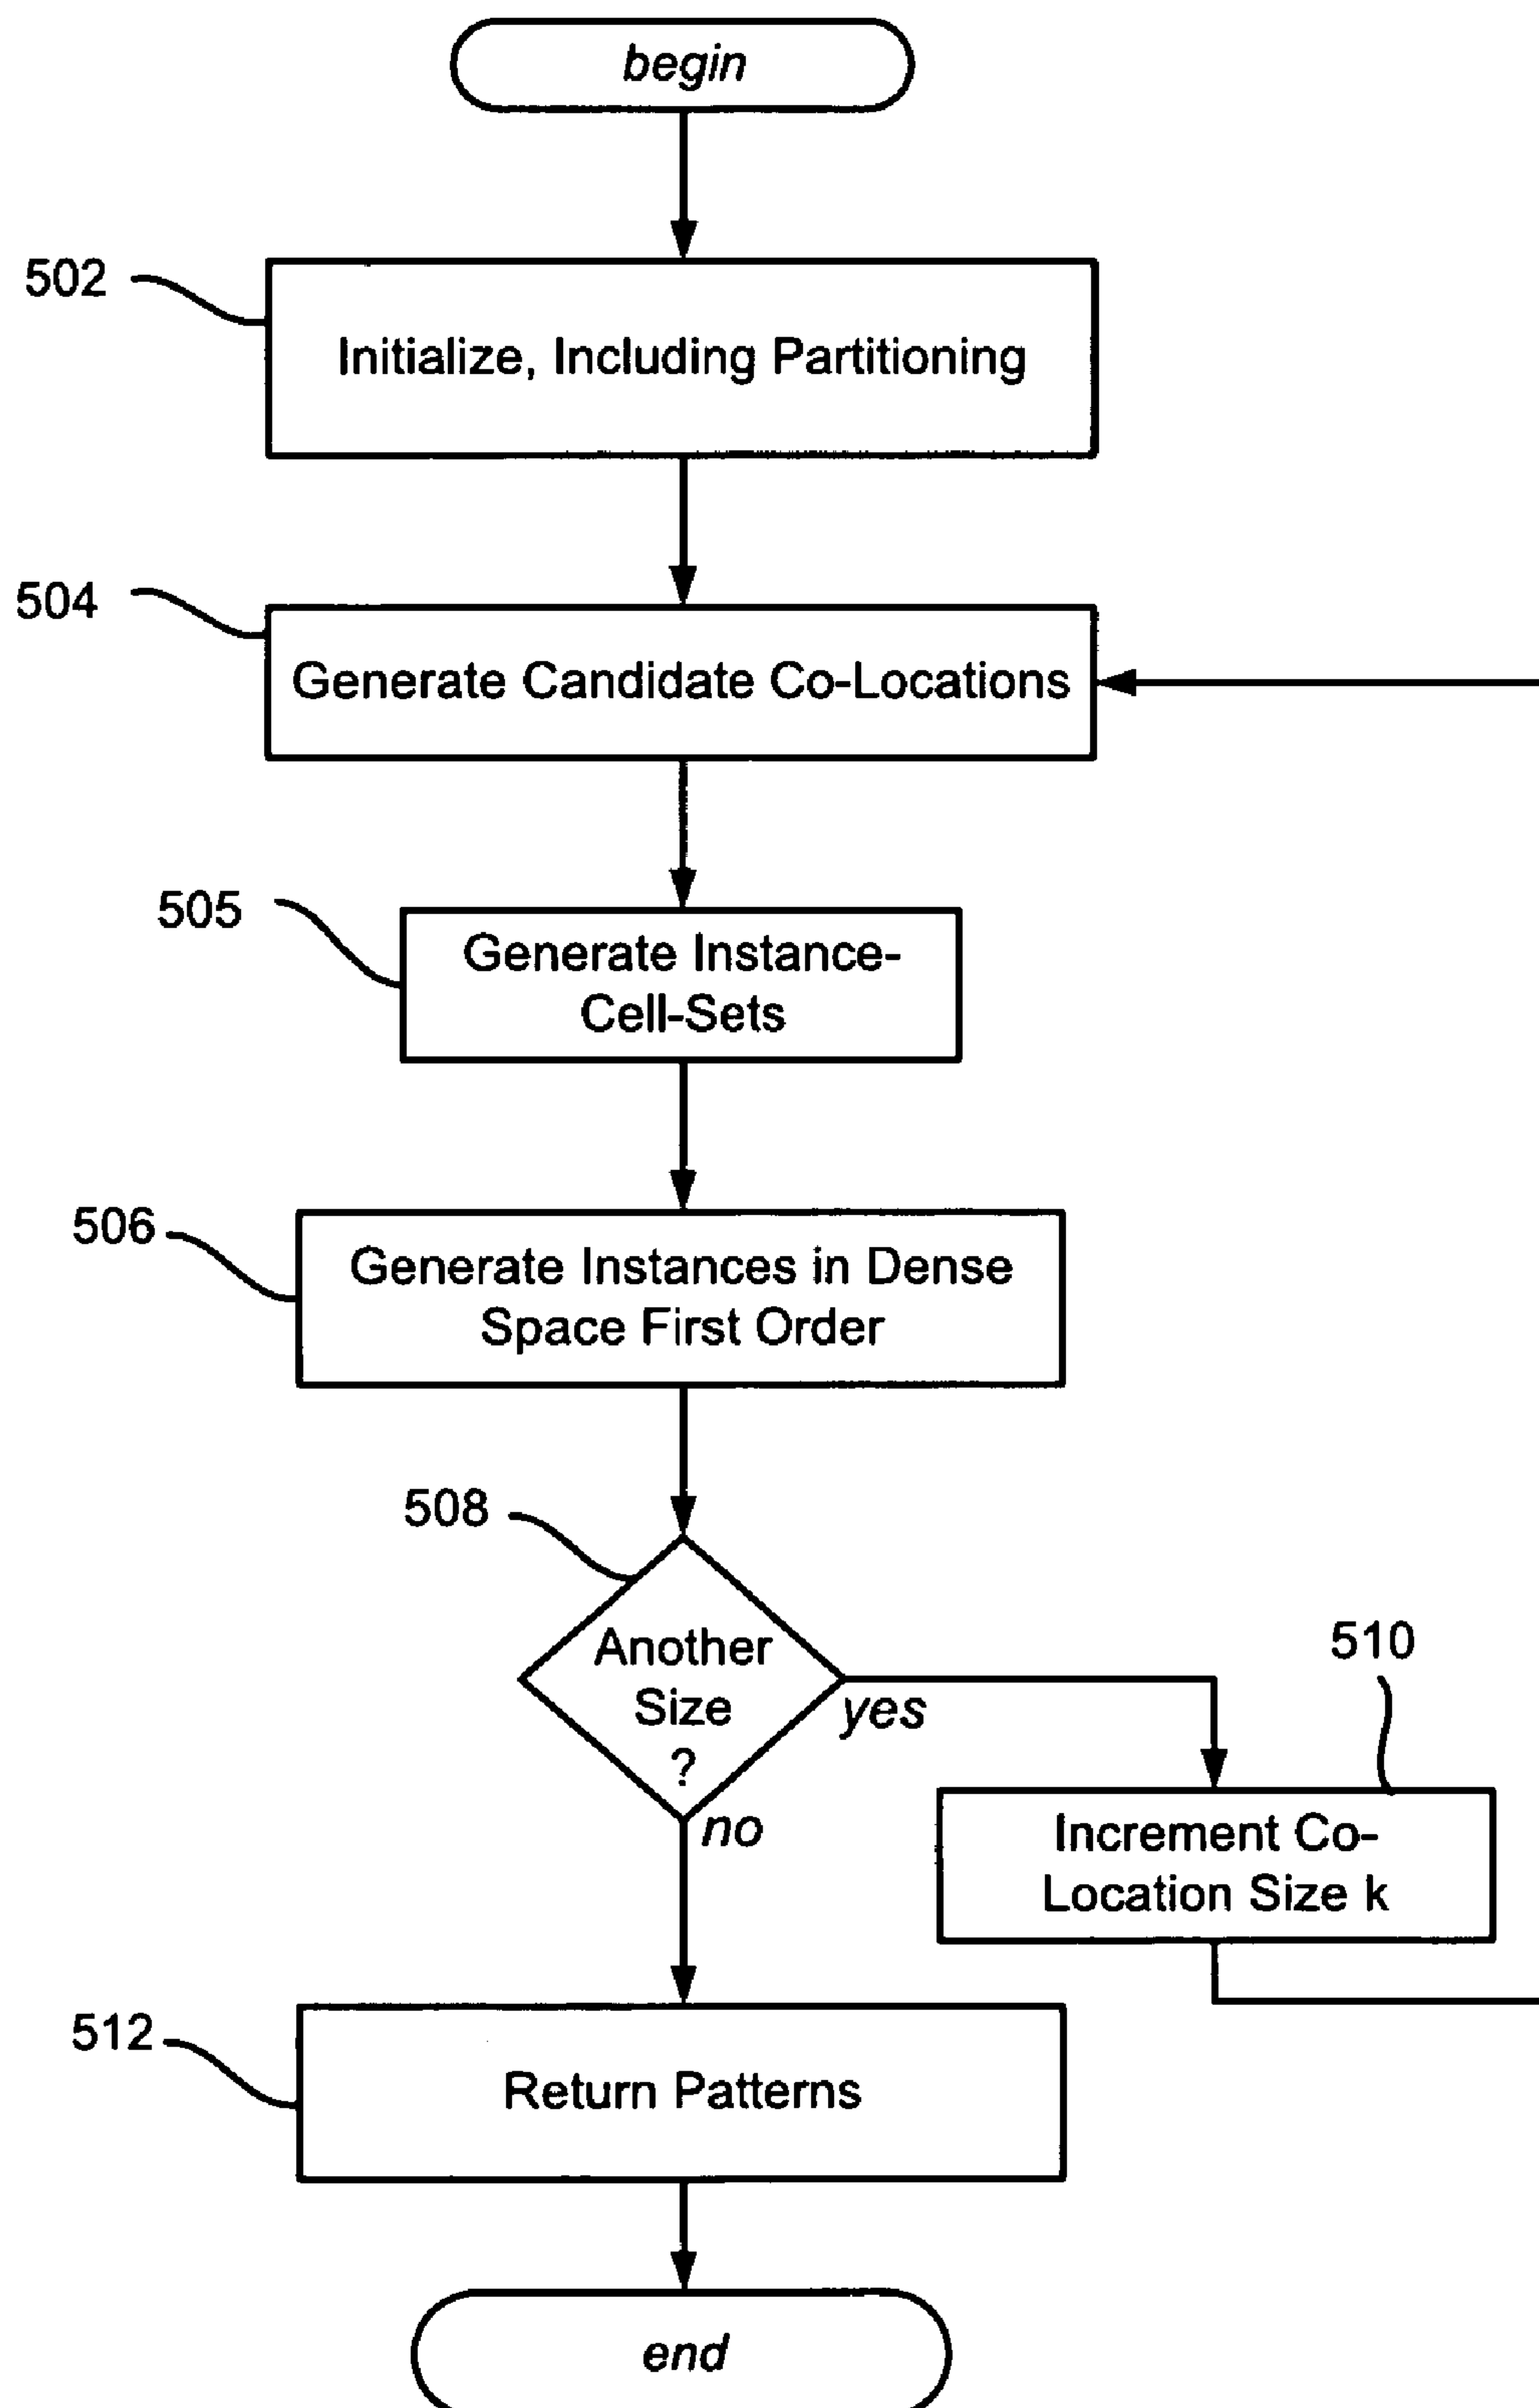 begin
502
Initialize, Including Partitioning
504
Generate Candidate Co-Locations
505
Generate Instance-
Cell-Sets
506
Generate Instances in Dense
Space First Order
508
Another
Size
?
yes
no
510
Increment Co-
Location Size k
512
Return Patterns
end